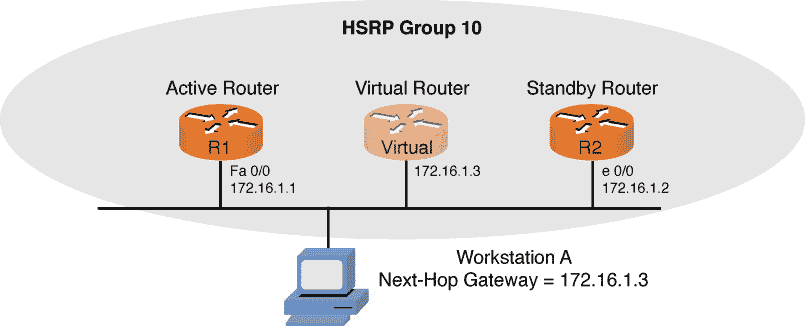 HSRP Group 10
Active Router
Virtual Router
Standby Router
R1
Virtual
R2
Fa 0/0
172.16.1.1
172.16.1.3
e 0/0
172.16.1.2
Workstation A
Next-Hop Gateway = 172.16.1.3